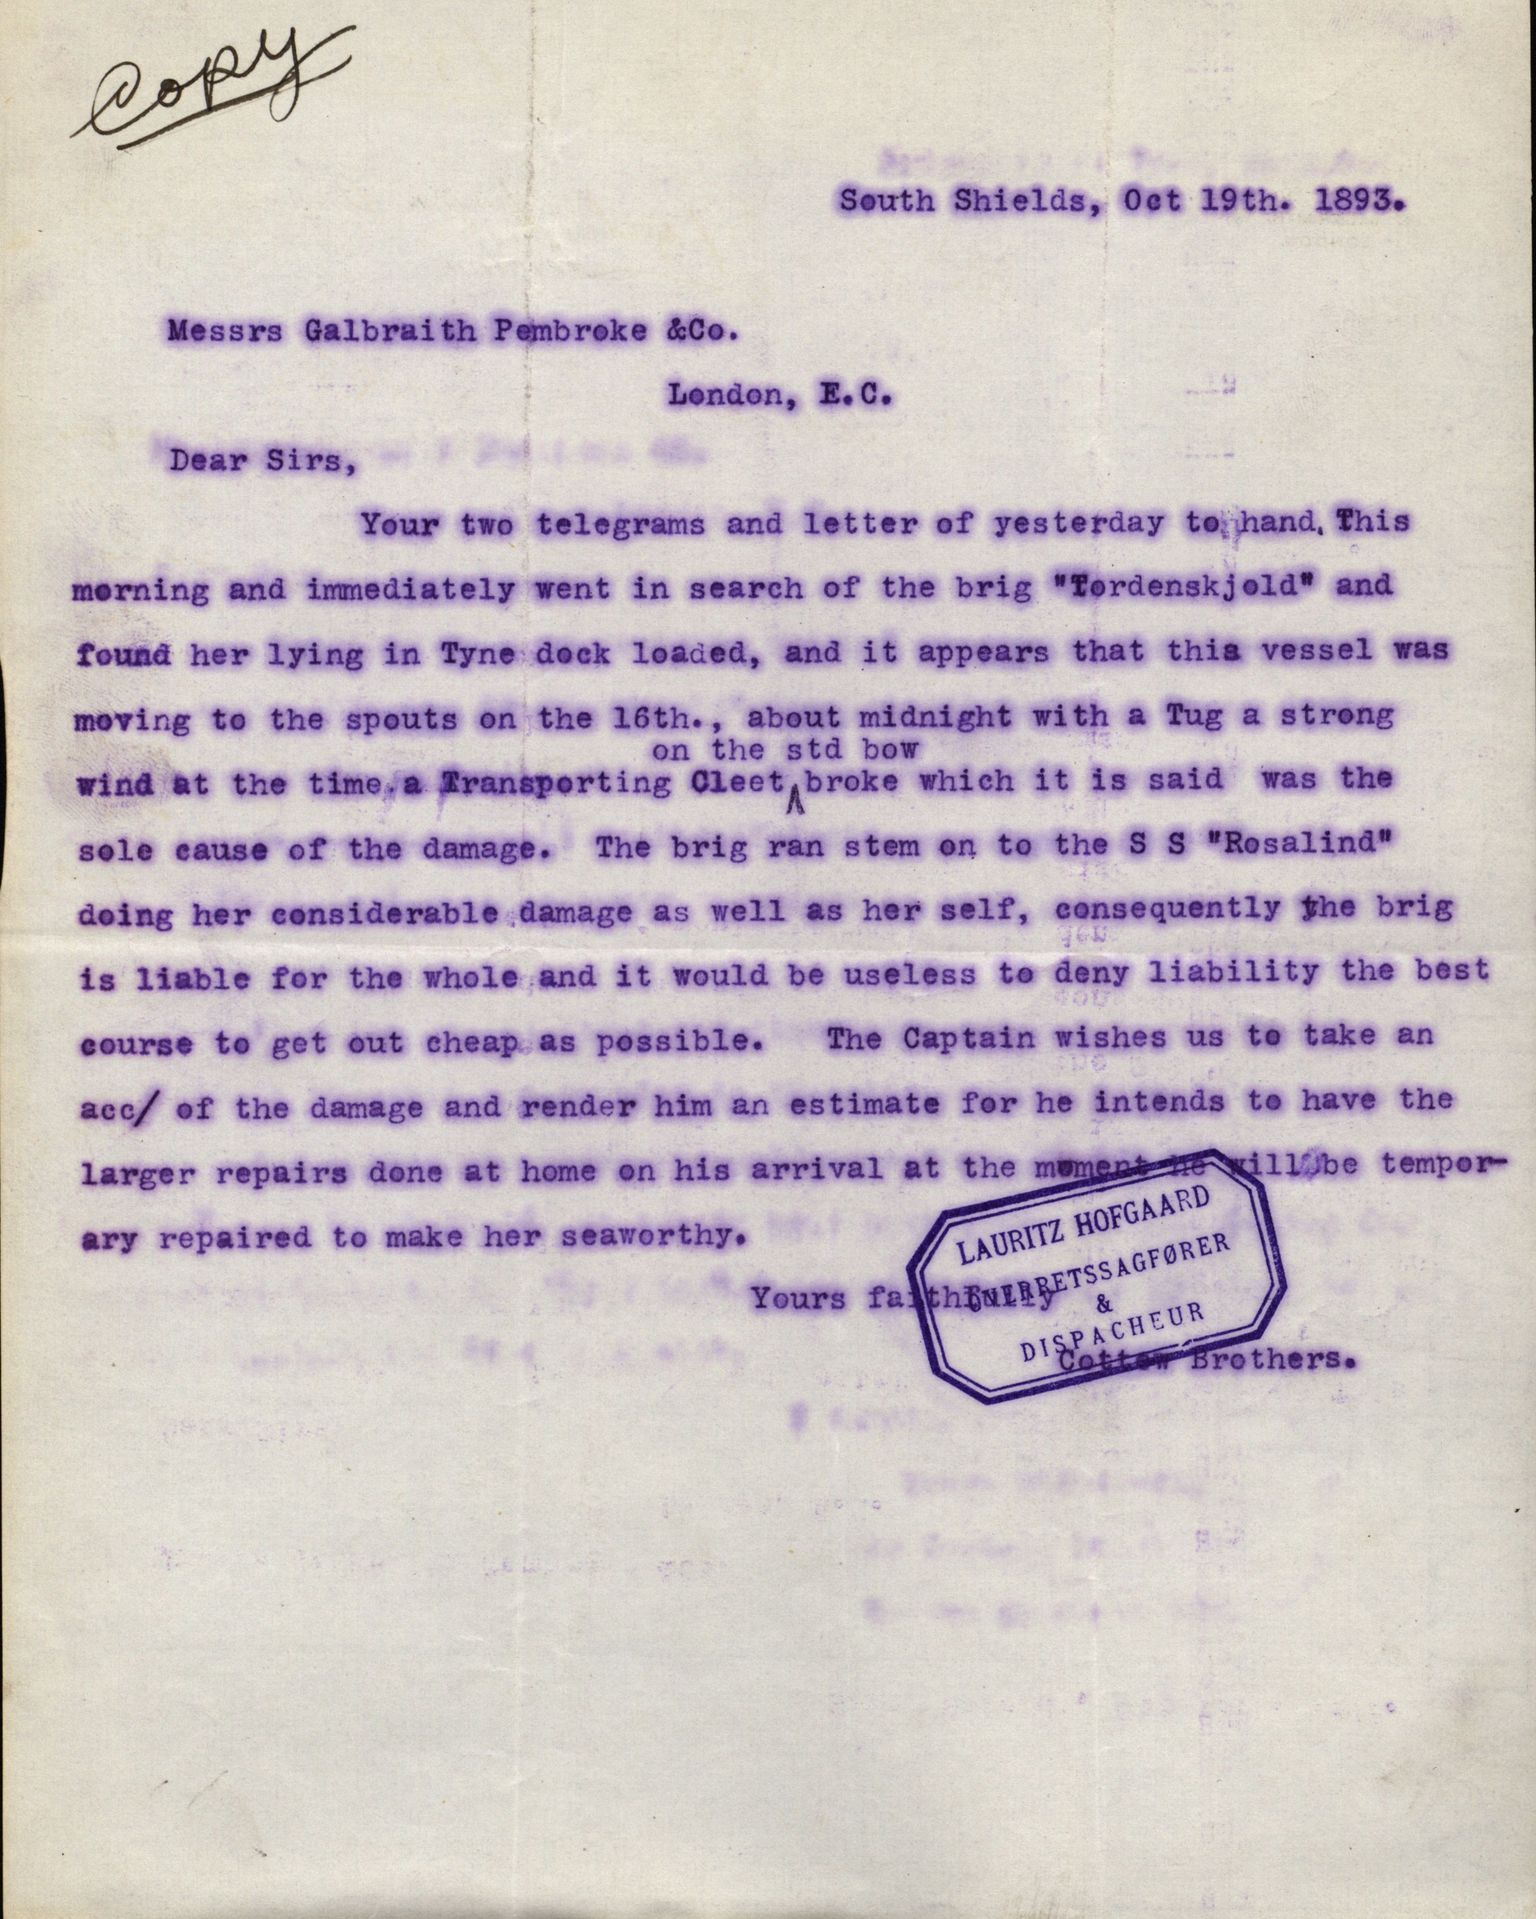 Copy
South Shields, Oct 19th. 1893.
Messrs Galbraith Pembroke &Co.
London, E.C.
Dear Sirs,
Your two telegrams and letter of yesterday to hand. This
morning and immediately went in search of the brig "Tordenskjold" and
found her lying in Tyne dock loaded, and it appears that this vessel was
moving to the spouts on the 16th., about midnight with a Tug a strong
on the std bow
wind at the time a Transporting Cleet broke which it is said was the
sole cause of the damage. The brig ran stem on to the S S "Rosalind"
doing her considerable damage as well as her self, consequently the brig
is liable for the whole and it would be useless to deny liability the best
course to get out cheap as possible. The Captain wishes us to take an
acc/ of the damage and render him an estimate for he intends to have the
larger repairs done at home on his arrival at the moment he will be tempor-
ary repaired to make her seaworthy.
Yours faithfully
Cottew Brothers.
LAURITZ HOFGAARD
OVERRETSSAGFØRER
&
DISPACHEUR